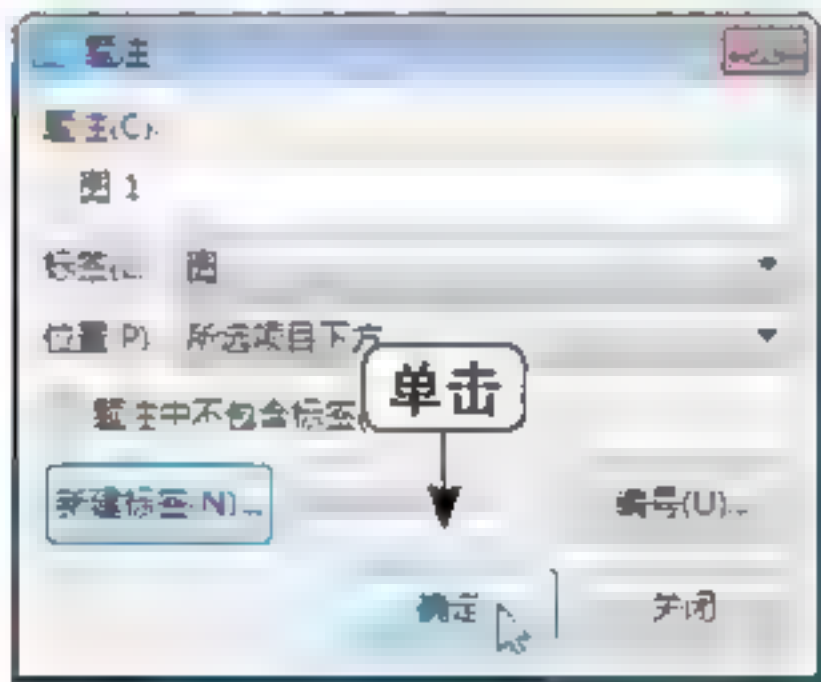 题注
题注(C):
图 1
标签(L): 图
位置(P): 所选项目下方
题注中不包含标签
单击
新建标签(N)... 编号(U)...
确定 关闭